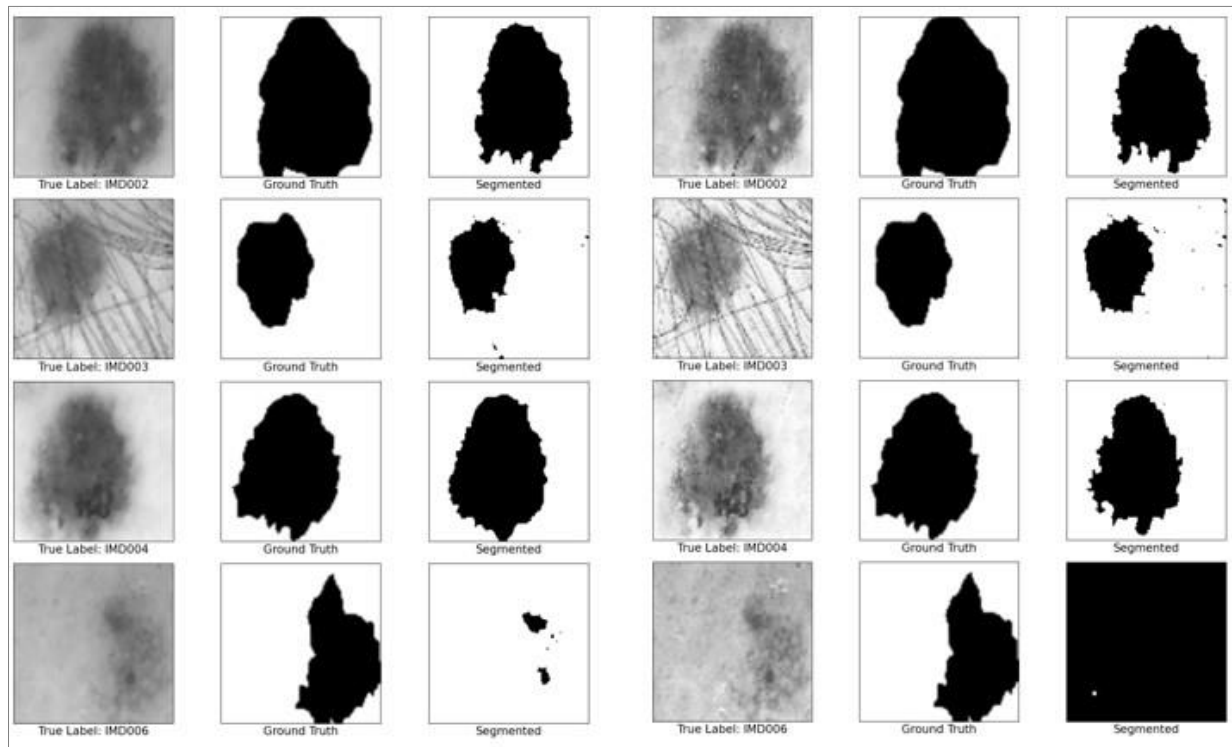 True Label: IMD002 Ground Truth Segmented True Label: IMD002 Ground Truth Segmented
True Label: IMD003 Ground Truth Segmented True Label: IMD003 Ground Truth Segmented
True Label: IMD004 Ground Truth Segmented True Label: IMD004 Ground Truth Segmented
True Label: IMD006 Ground Truth Segmented True Label: IMD006 Ground Truth Segmented